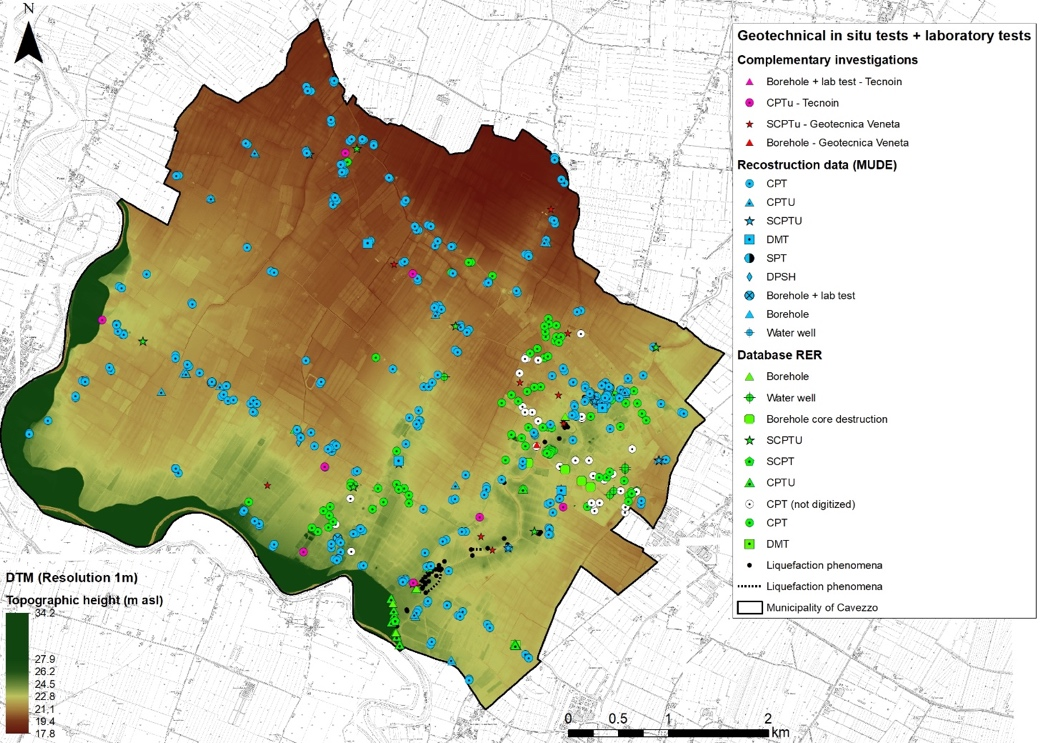 N
Geotechnical in situ tests + laboratory tests
Complementary investigations
Borehole + lab test - Tecnoin
CPTu - Tecnoin
SCPTu - Geotecnica Veneta
Borehole - Geotecnica Veneta
Recostruction data (MUDE)
CPT
CPTU
SCPTU
DMT
SPT
DPSH
Borehole + lab test
Borehole
Water well
Database RER
Borehole
Water well
Borehole core destruction
SCPTU
SCPT
CPTU
CPT (not digitized)
CPT
DMT
Liquefaction phenomena
Liquefaction phenomena
Municipality of Cavezzo
DTM (Resolution 1m)
Topographic height (m asl)
34.2
27.9
26.2
24.5
22.8
21.1
19.4
17.8
0 0.5 1 2
km